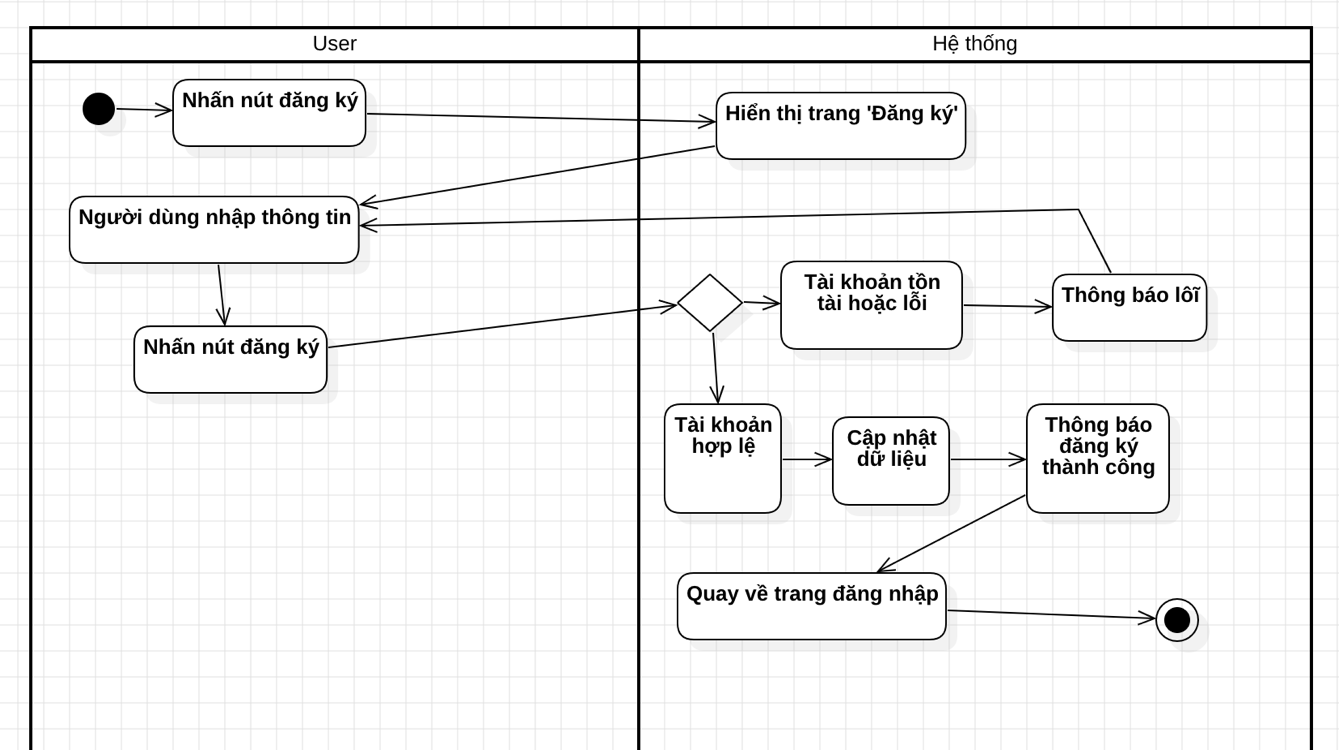 User
Hệ thống
Nhấn nút đăng ký
Hiển thị trang 'Đăng ký'
Người dùng nhập thông tin
Tài khoản tồn
tài hoặc lỗi
Thông báo lôĩ
Nhấn nút đăng ký
Tài khoản
hợp lệ
Cập nhật
dữ liệu
Thông báo
đăng ký
thành công
Quay về trang đăng nhập